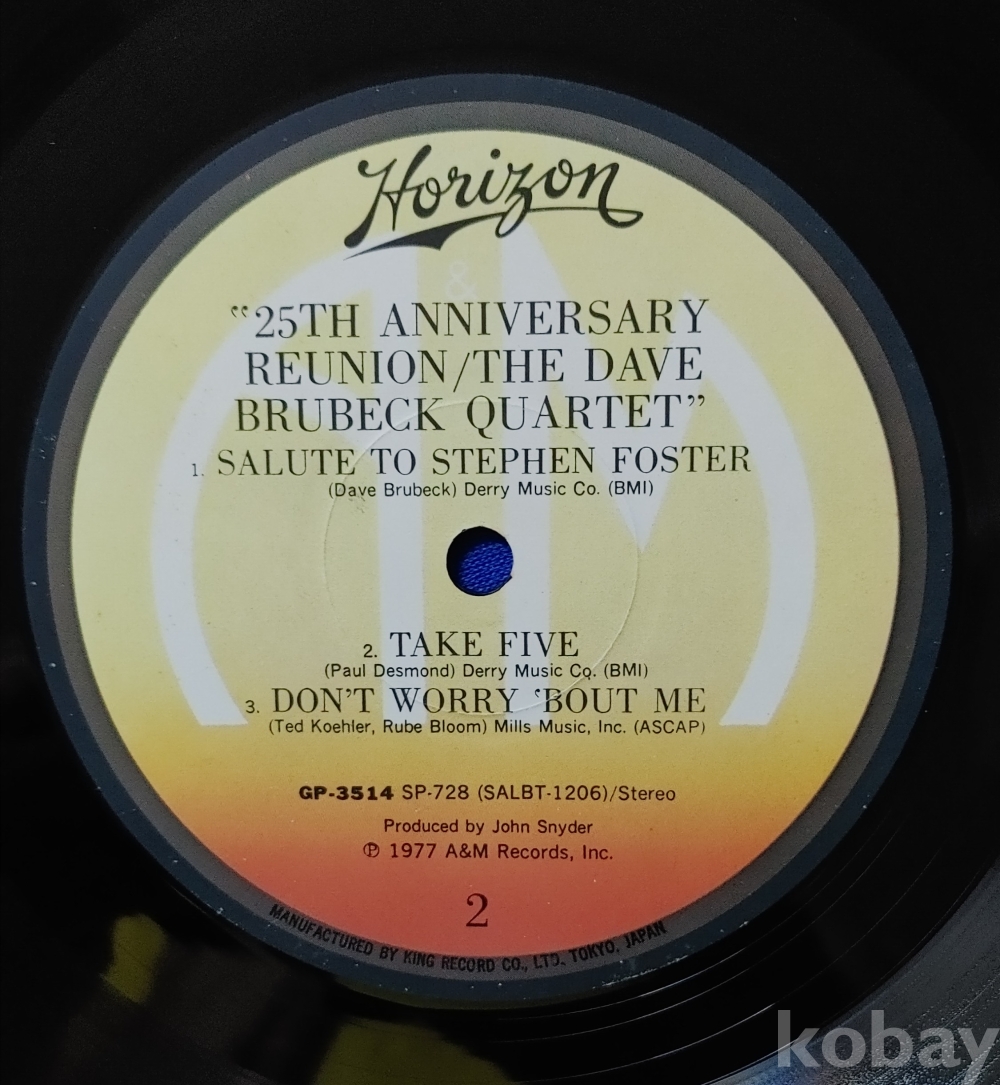 Horizon
&
“25TH ANNIVERSARY
REUNION/THE DAVE
BRUBECK QUARTET”
1. SALUTE TO STEPHEN FOSTER
(Dave Brubeck) Derry Music Co. (BMI)
2. TAKE FIVE
(Paul Desmond) Derry Music Co. (BMI)
3. DON'T WORRY ‘BOUT ME
(Ted Koehler, Rube Bloom) Mills Music, Inc. (ASCAP)
GP-3514 SP-728 (SALBT-1206)/Stereo
Produced by John Snyder
℗ 1977 A&M Records, Inc.
2
MANUFACTURED BY KING RECORD CO., LTD. TOKYO, JAPAN
kobay